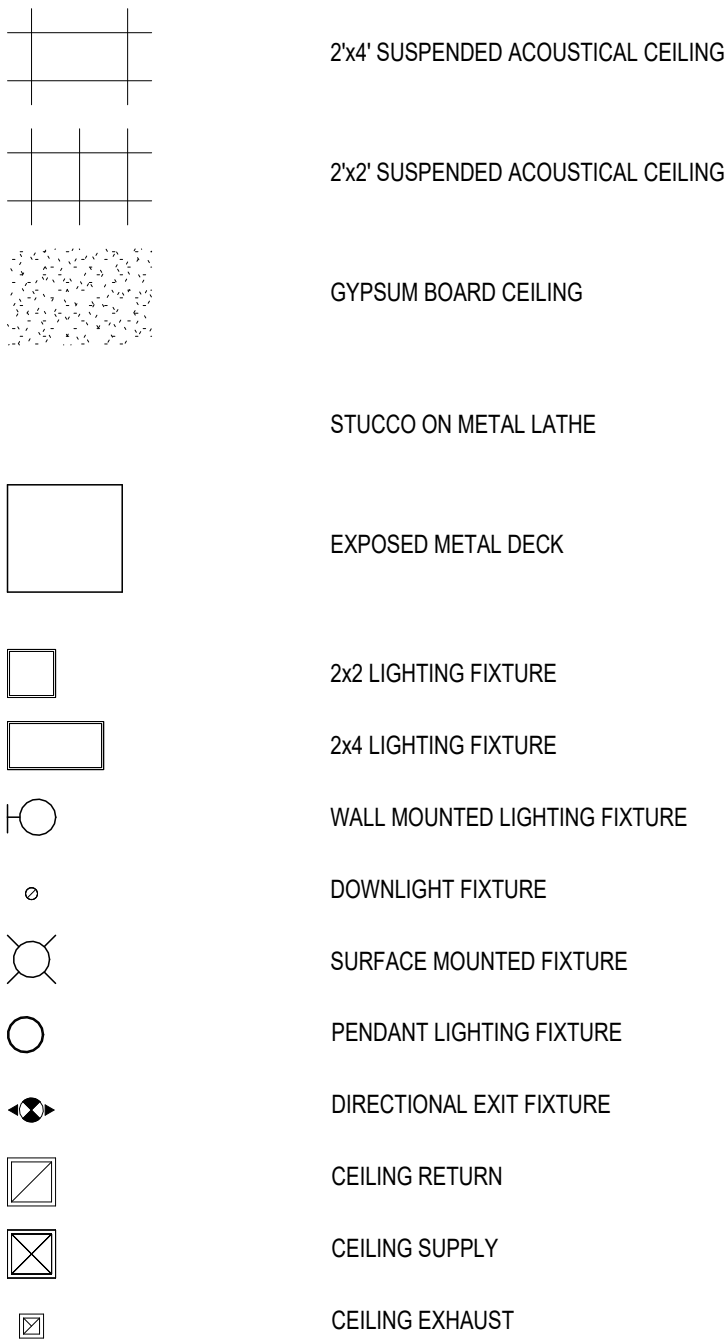 2'x4' SUSPENDED ACOUSTICAL CEILING
2'x2' SUSPENDED ACOUSTICAL CEILING
GYPSUM BOARD CEILING
STUCCO ON METAL LATHE
EXPOSED METAL DECK
2x2 LIGHTING FIXTURE
2x4 LIGHTING FIXTURE
WALL MOUNTED LIGHTING FIXTURE
DOWNLIGHT FIXTURE
SURFACE MOUNTED FIXTURE
PENDANT LIGHTING FIXTURE
DIRECTIONAL EXIT FIXTURE
CEILING RETURN
CEILING SUPPLY
CEILING EXHAUST